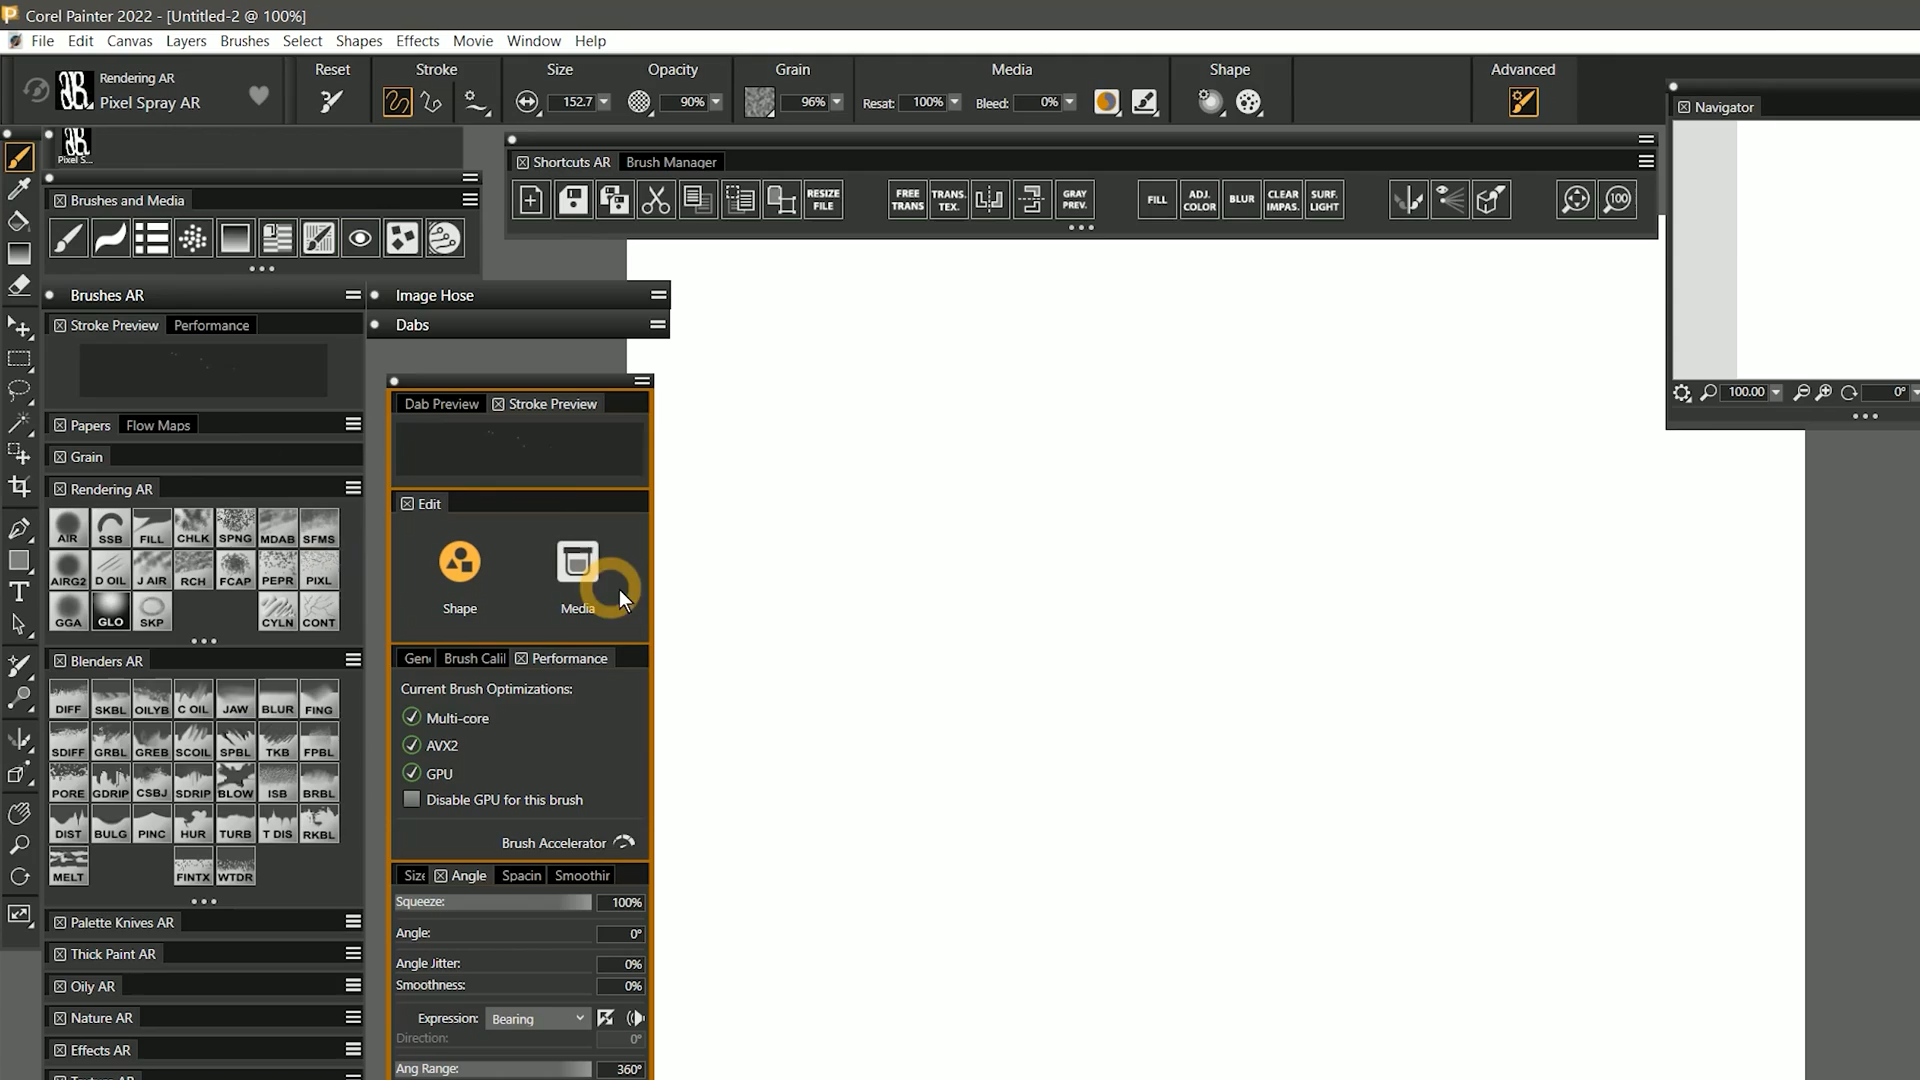 Corel Painter 2022 - [Untitled-2 @ 100%]
File Edit Canvas Layers Brushes Select Shapes Effects Movie Window Help
Reset Stroke Size Opacity Grain Media Shape Advanced
Rendering AR
Pixel Spray AR
152.7 90% 96% Resat: 100% Bleed: 0%
Navigator
Pixel S...
Shortcuts AR Brush Manager
RESIZE FILE FREE TRANS TRANS. TEX. GRAY PREV. FILL ADJ. COLOR BLUR CLEAR IMPAS. SURF. LIGHT 100
Brushes and Media
Brushes AR
Image Hose
Stroke Preview Performance
Dabs
100.00 0°
Dab Preview Stroke Preview
Papers Flow Maps
Grain
Rendering AR
AIR SSB FILL CHLK SPNG MDAB SFMS
AIRG2 D OIL J AIR RCH FCAP PEPR PIXL
GGA GLO SKP CYLN CONT
Edit
Shape Media
Blenders AR
DIFF SKBL OILYB C OIL JAW BLUR FING
SDIFF GRBL GREB SCOIL SPBL TKB FPBL
PORE GDRIP CSBJ SDRIP BLOW ISB BRBL
DIST BULG PINC HUR TURB T DIS RKBL
MELT FINTX WTDR
Gene Brush Calil Performance
Current Brush Optimizations:
Multi-core
AVX2
GPU
Disable GPU for this brush
Brush Accelerator
Size Angle Spacin Smoothir
Squeeze: 100%
Angle: 0°
Angle Jitter: 0%
Smoothness: 0%
Expression: Bearing
Direction: 0°
Ang Range: 360°
Palette Knives AR
Thick Paint AR
Oily AR
Nature AR
Effects AR